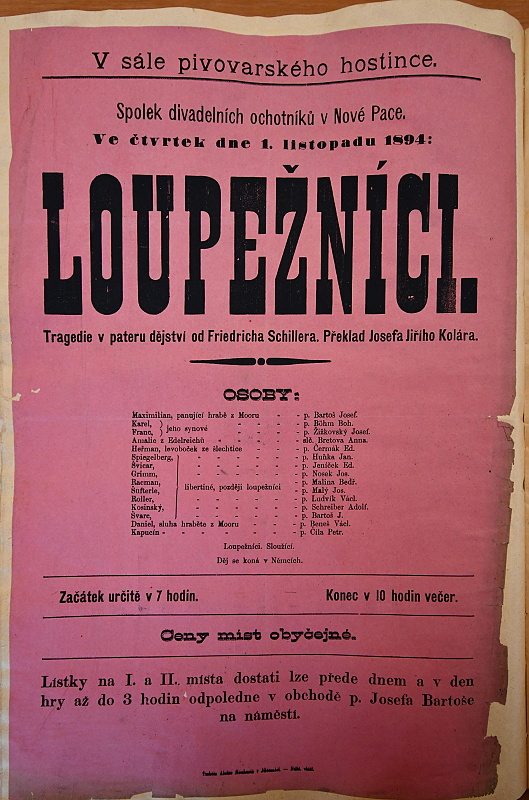 V sále pivovarského hostince.
Spolek divadelních ochotníků v Nové Pace.
Ve čtvrtek dne 1. listopadu 1894:
LOUPEŽNÍCI.
Tragedie v pateru dějství od Friedricha Schillera. Překlad Josefa Jiřího Kolára.
OSOBY:
Maximilian, panující hrabě z Mooru - - p. Bartoš Josef.
Karel, - - - - p. Böhm Boh.
} jeho synové
Franc, - - - - p. Žižkovský Josef.
Amalie z Edelreichů - - - slč. Bretova Anna.
Heřman, levoboček ze šlechtice - - - p. Čermák Ed.
Spiegelberg, - - - - - p. Huňka Jan.
Švicar, - - - - - p. Jeníček Ed.
Grimm, - - - - - p. Nosek Jos.
Racman, - p. Malina Bedř.
libertiné, později loupežníci
Šufterle, - p. Malý Jos.
Roller, - - - - - p. Ludvík Václ.
Kosinský, - - - - - p. Schreiber Adolf.
Švarc, - - - - - p. Bartoš J.
Daniel, sluha hraběte z Mooru - - - p. Beneš Václ.
Kapucín - - - - - - p. Číla Petr.
Loupežníci. Sloužící.
Děj se koná v Němcích.
Začátek určitě v 7 hodin. Konec v 10 hodin večer.
Ceny míst obyčejné.
Lístky na I. a II. místa dostati lze přede dnem a v den
hry až do 3 hodin odpoledne v obchodě p. Josefa Bartoše
na náměstí.